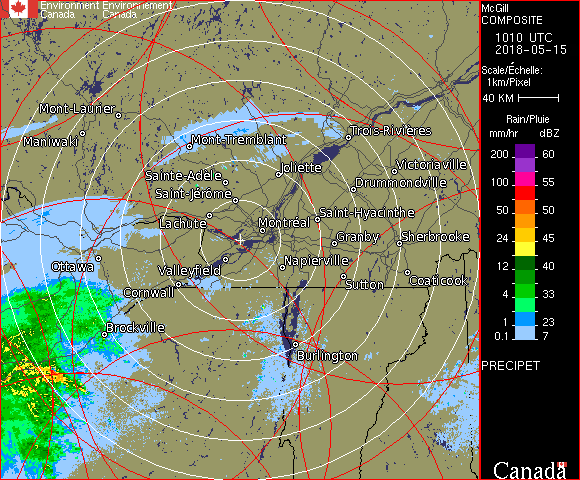 Environment Environnement
Canada Canada
McGill
COMPOSITE
1010 UTC
2018-05-15
Scale/Échelle:
1km/Pixel
40 KM
Rain/Pluie
mm/hr dBZ
200 60
150 55
100 55
50 50
24 45
12 40
4 33
1 23
0.1 7
PRECIPET
Canada
Mont-Laurier
Maniwaki
Mont-Tremblant
Trois-Rivières
Joliette
Victoriaville
Sainte-Adèle
Drummondville
Saint-Jérôme
Lachute
Saint-Hyacinthe
Montréal
Granby
Sherbrooke
Ottawa
Valleyfield
Napierville
Cornwall
Sutton
Coaticook
Brockville
Burlington